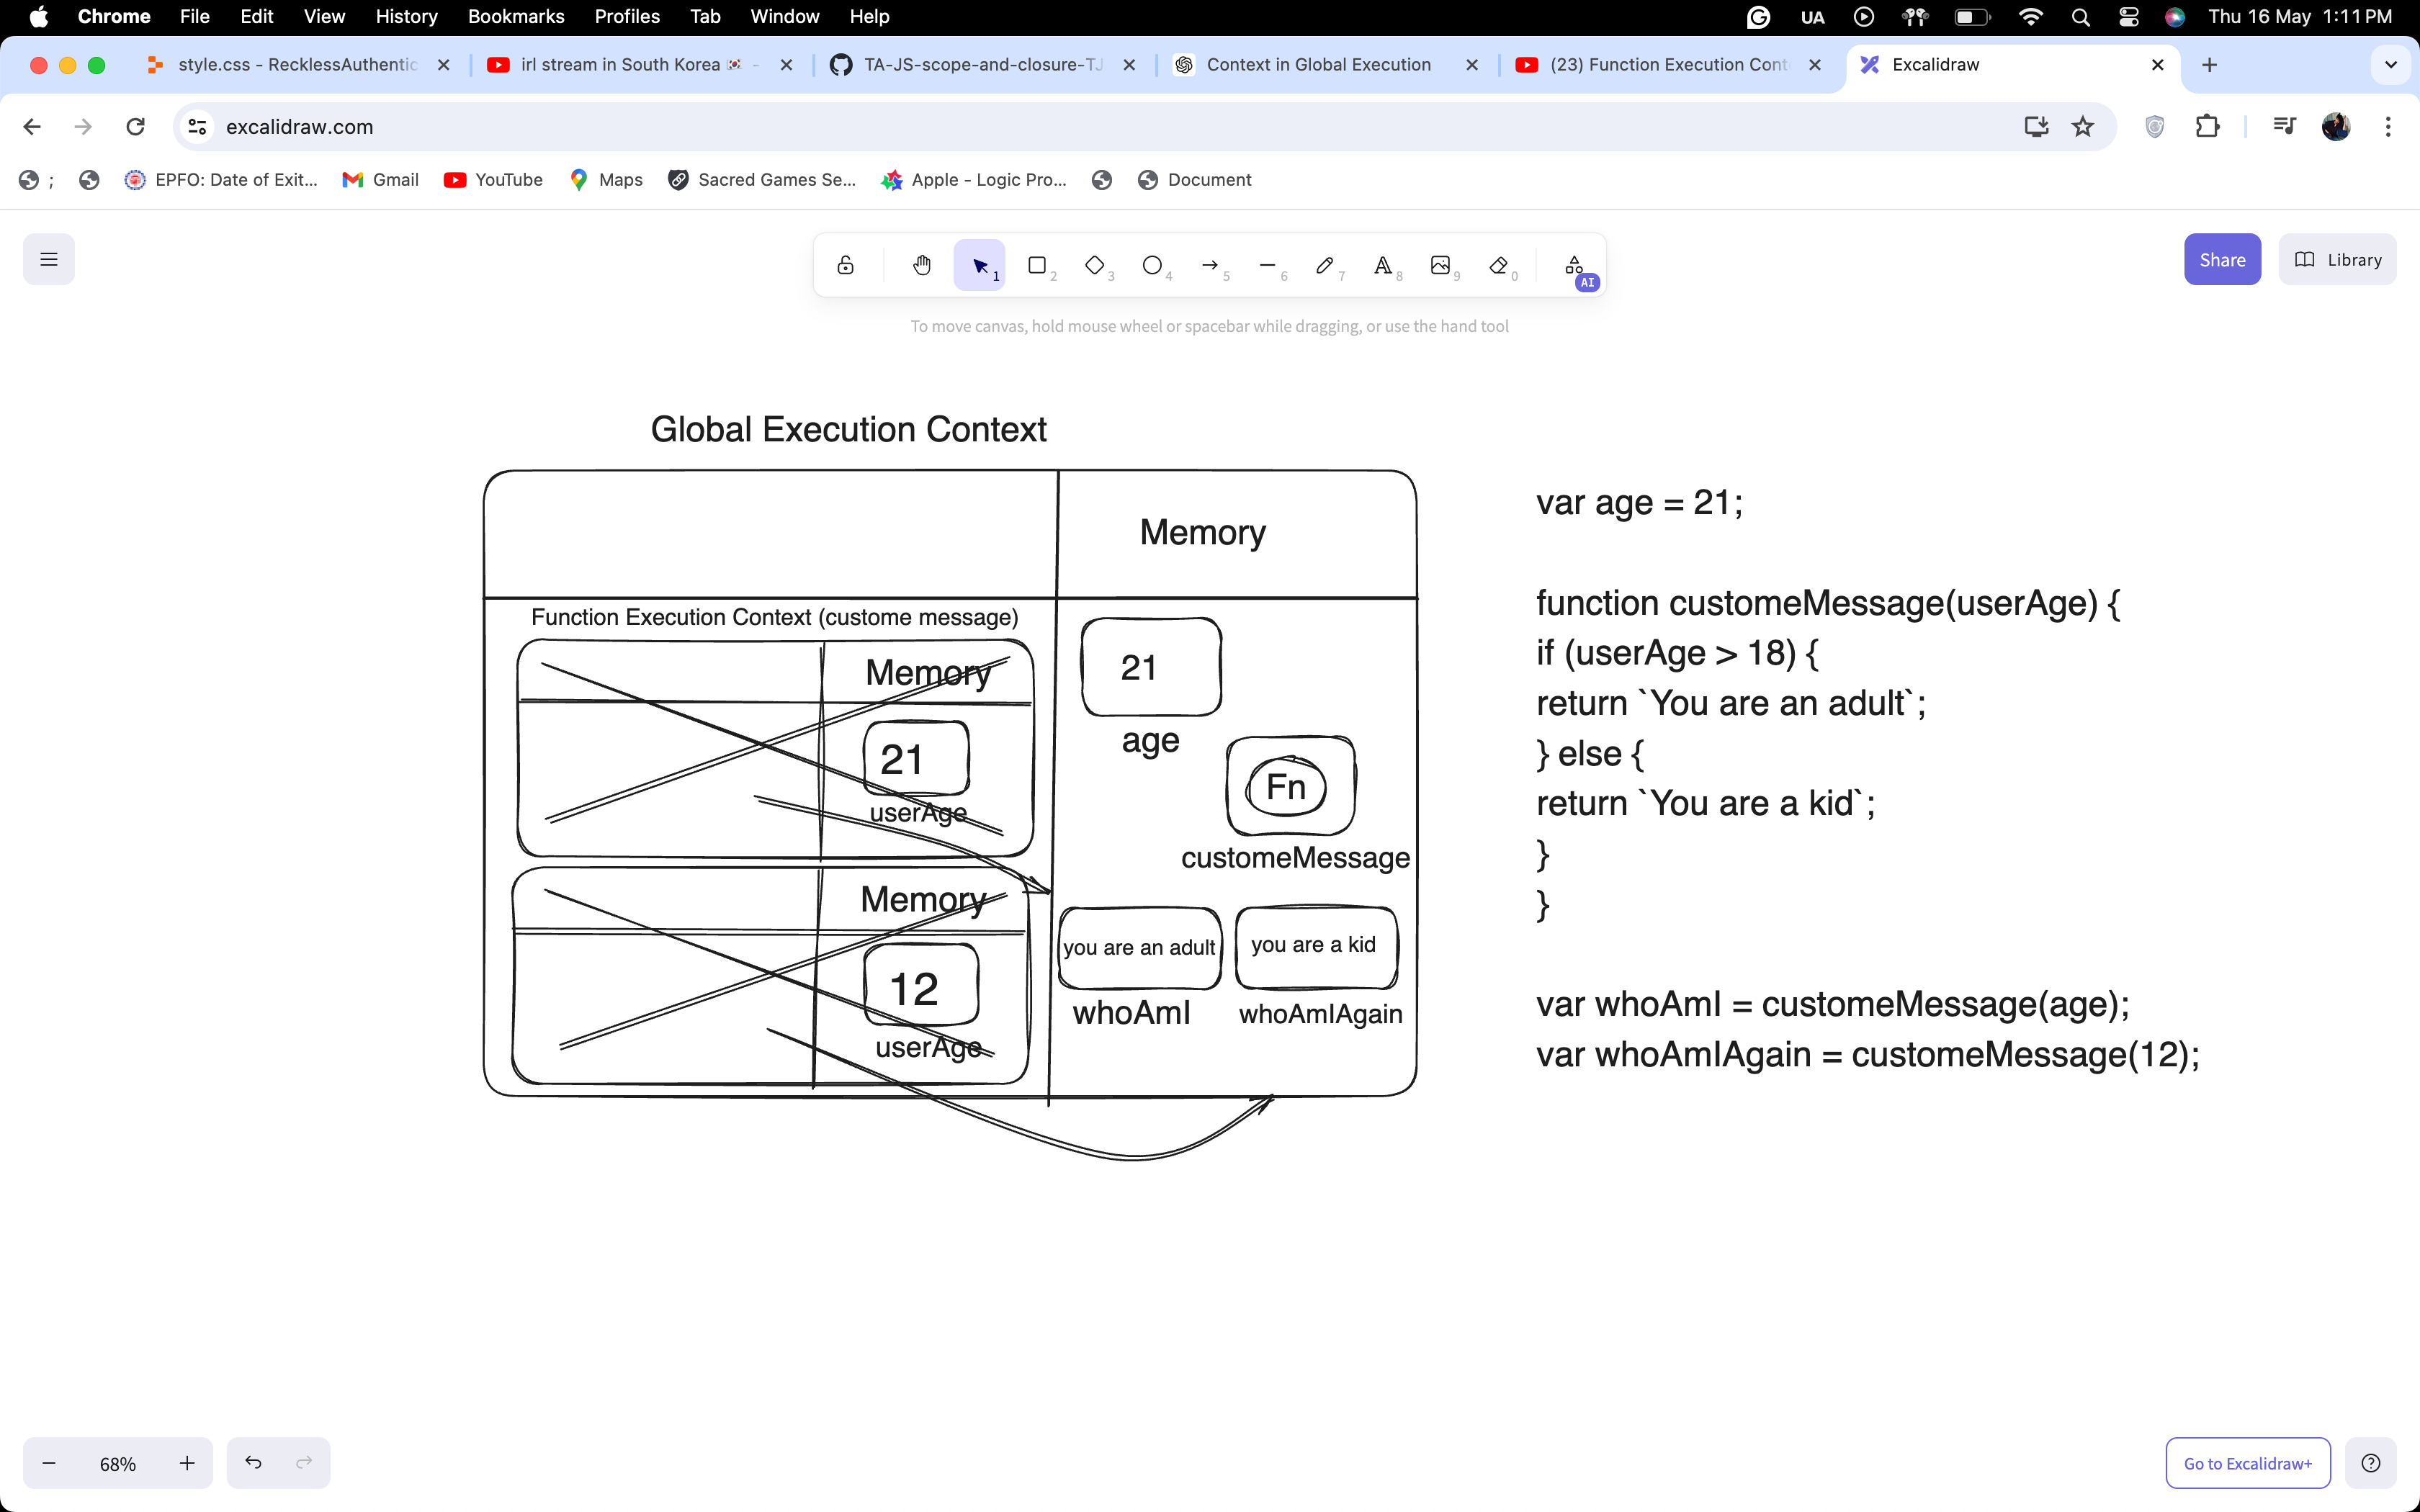 Chrome File Edit View History Bookmarks Profiles Tab Window Help UA Thu 16 May 1:11 PM
style.css - RecklessAuthentic irl stream in South Korea - TA-JS-scope-and-closure-TJ Context in Global Execution (23) Function Execution Cont Excalidraw
excalidraw.com
; EPFO: Date of Exit... Gmail YouTube Maps Sacred Games Se... Apple - Logic Pro... Document
1 2 3 4 5 6 7 8 9 0 AI Share Library
To move canvas, hold mouse wheel or spacebar while dragging, or use the hand tool
Global Execution Context
Memory
Function Execution Context (custome message)
Memory
21
userAge
Memory
12
userAge
21
age
Fn
customeMessage
you are an adult
whoAmI
you are a kid
whoAmIAgain
var age = 21;
function customeMessage(userAge) {
if (userAge > 18) {
return `You are an adult`;
} else {
return `You are a kid`;
}
}
var whoAmI = customeMessage(age);
var whoAmIAgain = customeMessage(12);
68%
Go to Excalidraw+